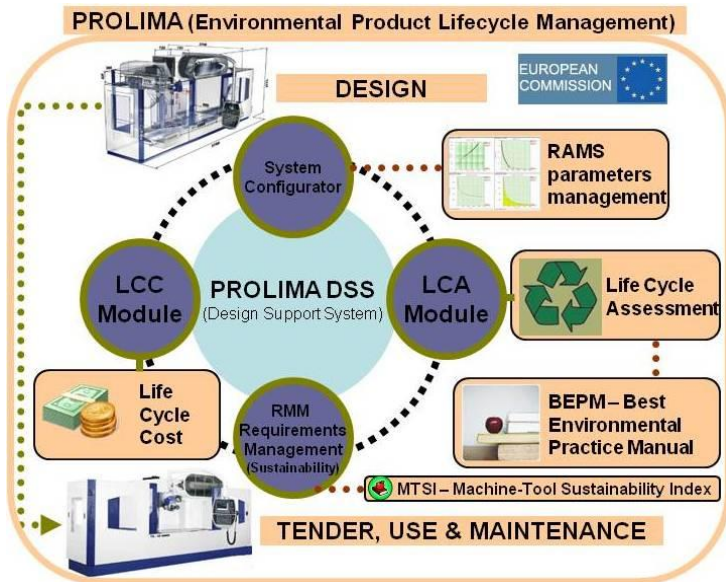 PROLIMA (Environmental Product Lifecycle Management)
EUROPEAN
COMMISSION
DESIGN
System
Configurator
RAMS
parameters
management
LCC
Module
PROLIMA DSS
(Design Support System)
LCA
Module
Life Cycle
Assessment
Life
Cycle
Cost
RMM
Requirements
Management
(Sustainability)
BEPM – Best
Environmental
Practice Manual
MTSI – Machine-Tool Sustainability Index
TENDER, USE & MAINTENANCE